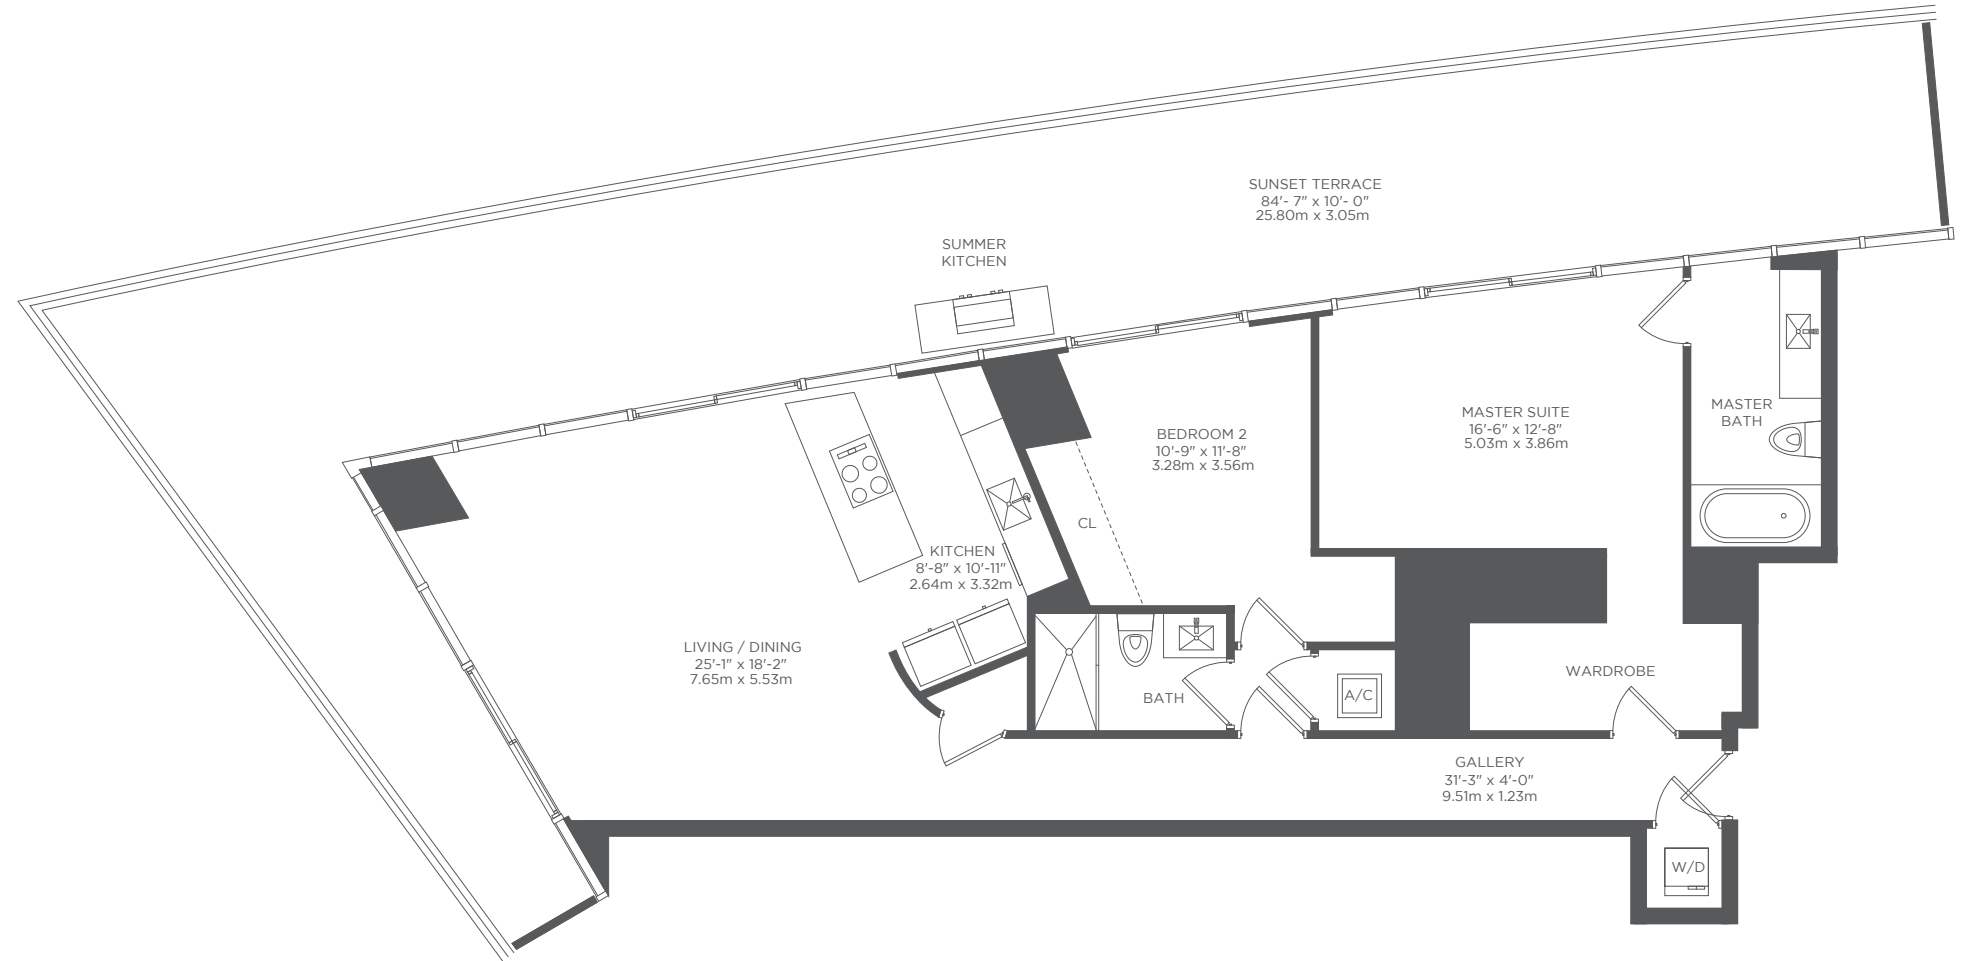 SUNSET TERRACE
84'- 7" x 10'- 0"
25.80m x 3.05m
SUMMER
KITCHEN
MASTER SUITE
16'-6" x 12'-8"
5.03m x 3.86m
MASTER
BATH
BEDROOM 2
10'-9" x 11'-8"
3.28m x 3.56m
CL
KITCHEN
8'-8" x 10'-11"
2.64m x 3.32m
LIVING / DINING
25'-1" x 18'-2"
7.65m x 5.53m
BATH
A/C
WARDROBE
GALLERY
31'-3" x 4'-0"
9.51m x 1.23m
W/D